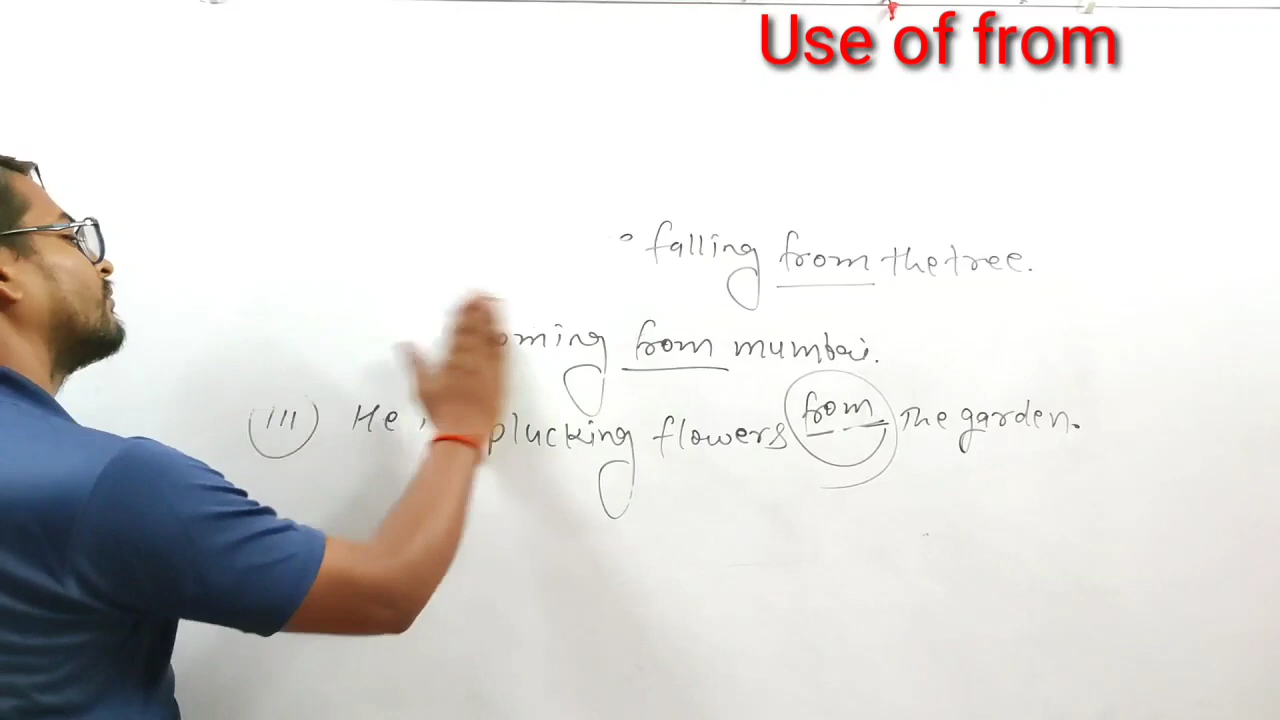 Use of from
falling from the tree.
oming from mumbai.
III) He plucking flowers from the garden.